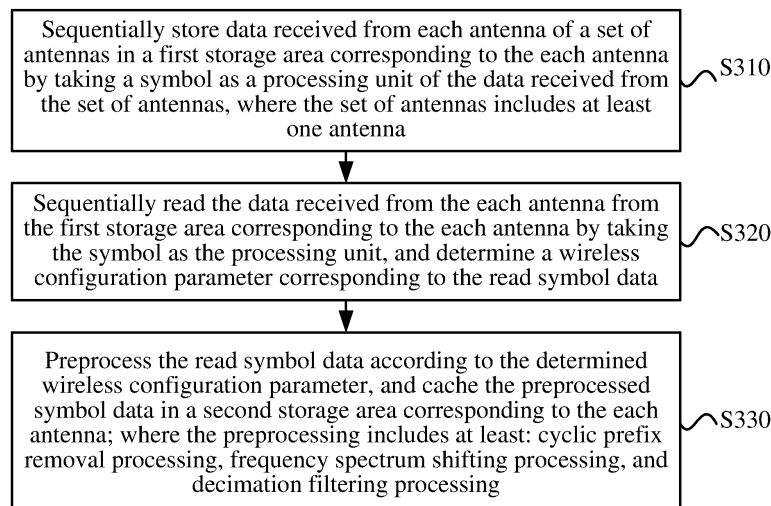 Sequentially store data received from each antenna of a set of
antennas in a first storage area corresponding to the each antenna
by taking a symbol as a processing unit of the data received from
the set of antennas, where the set of antennas includes at least
one antenna
S310
Sequentially read the data received from the each antenna from
the first storage area corresponding to the each antenna by taking
the symbol as the processing unit, and determine a wireless
configuration parameter corresponding to the read symbol data
S320
Preprocess the read symbol data according to the determined
wireless configuration parameter, and cache the preprocessed
symbol data in a second storage area corresponding to the each
antenna; where the preprocessing includes at least: cyclic prefix
removal processing, frequency spectrum shifting processing, and
decimation filtering processing
S330